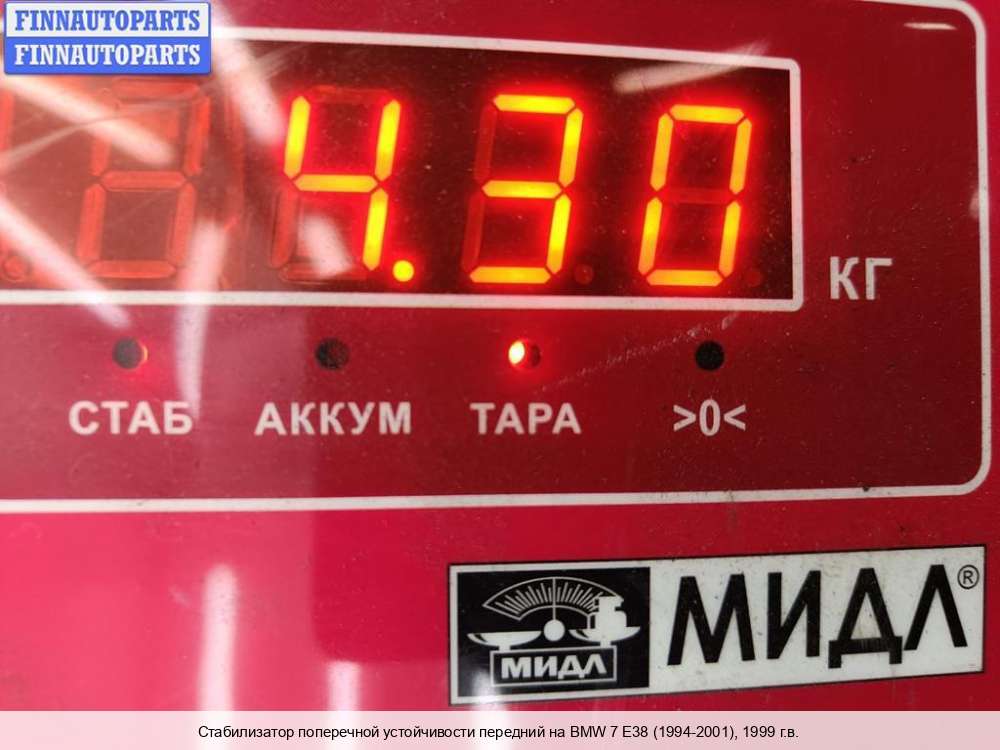 FINNAUTOPARTS
FINNAUTOPARTS
4.30
КГ
СТАБ АККУМ ТАРА >0<
МИДЛ
МИДЛ®
Стабилизатор поперечной устойчивости передний на BMW 7 E38 (1994-2001), 1999 г.в.